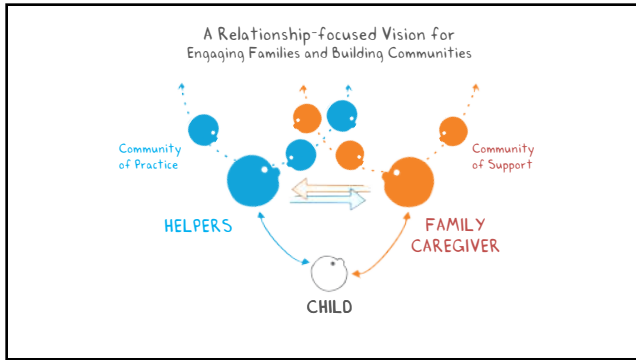 A Relationship-focused Vision for
Engaging Families and Building Communities
Community
of Practice
Community
of Support
HELPERS
FAMILY
CAREGIVER
CHILD